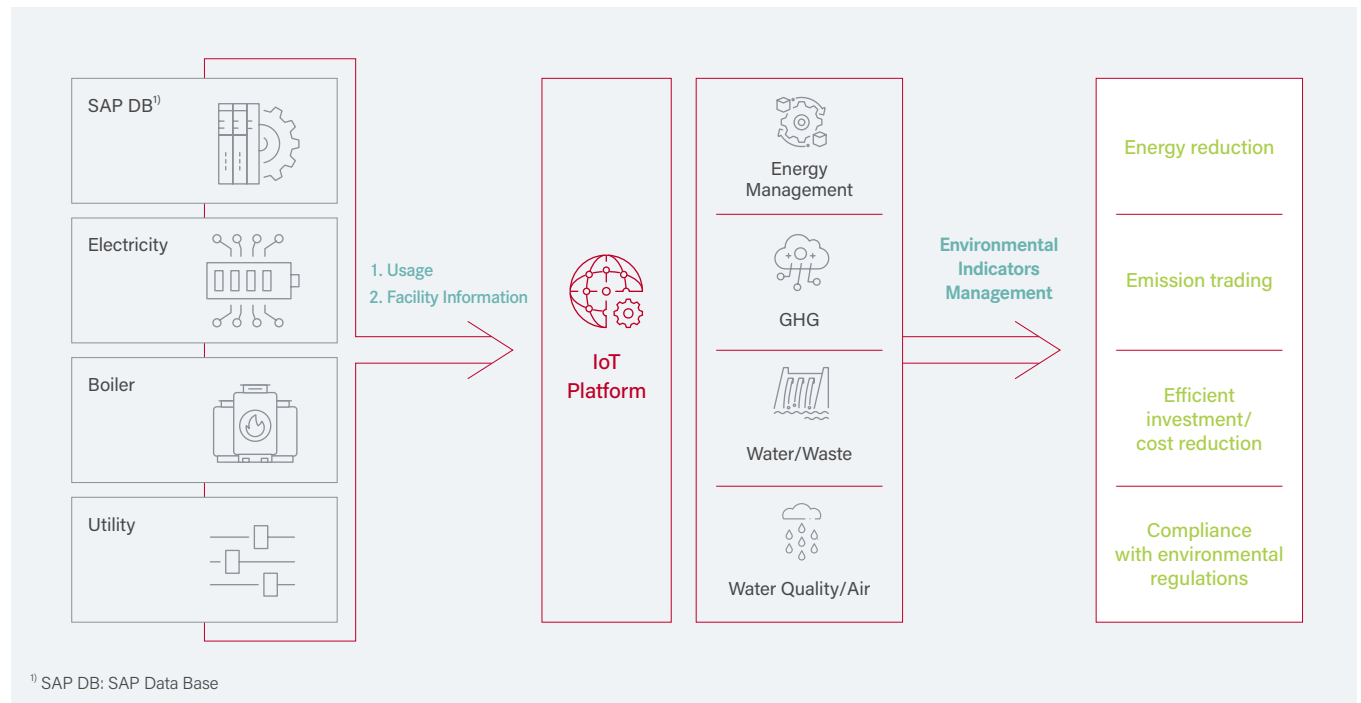 SAP DB1)
Electricity
Boiler
Utility
1. Usage
2. Facility Information
IoT
Platform
Energy
Management
GHG
Water/Waste
Water Quality/Air
Environmental
Indicators
Management
Energy reduction
Emission trading
Efficient
investment/
cost reduction
Compliance
with environmental
regulations
1) SAP DB: SAP Data Base